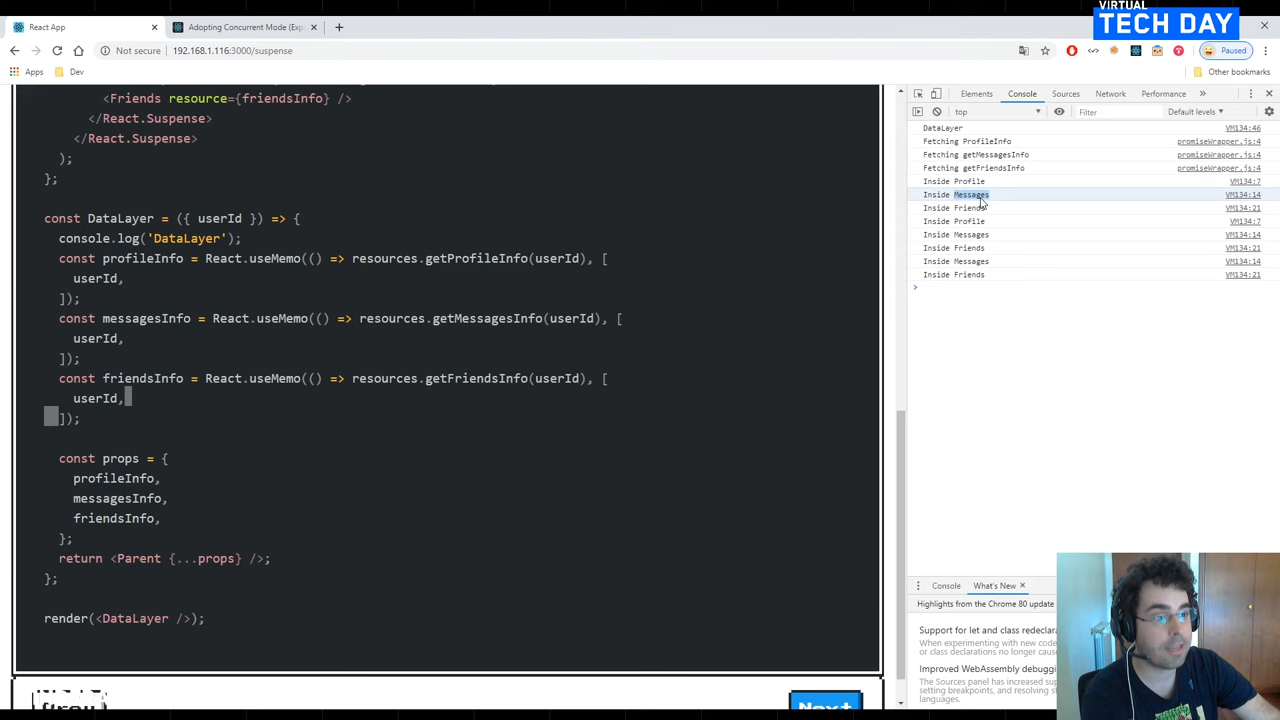 VIRTUAL
TECH DAY
React App
Adopting Concurrent Mode (Exp
Not secure
192.168.1.116:3000/suspense
Paused
Apps
Dev
Other bookmarks
<Friends resource={friendsInfo} />
</React.Suspense>
</React.Suspense>
);
};
const DataLayer = ({ userId }) => {
console.log('DataLayer');
const profileInfo = React.useMemo(() => resources.getProfileInfo(userId), [
userId,
]);
const messagesInfo = React.useMemo(() => resources.getMessagesInfo(userId), [
userId,
]);
const friendsInfo = React.useMemo(() => resources.getFriendsInfo(userId), [
userId,
]);
const props = {
profileInfo,
messagesInfo,
friendsInfo,
};
return <Parent {...props} />;
};
render(<DataLayer />);
Next
Elements Console Sources Network Performance »
top Filter Default levels
DataLayer VM134:46
Fetching ProfileInfo promiseWrapper.js:4
Fetching getMessagesInfo promiseWrapper.js:4
Fetching getFriendsInfo promiseWrapper.js:4
Inside Profile VM134:7
Inside Messages VM134:14
Inside Friends VM134:21
Inside Profile VM134:7
Inside Messages VM134:14
Inside Friends VM134:21
Inside Messages VM134:14
Inside Friends VM134:21
Console What's New
Highlights from the Chrome 80 update
Support for let and class redeclara
When experimenting with new code
or class declarations no longer cause
Improved WebAssembly debuggi
The Sources panel has increased sup
setting breakpoints, and resolving st
languages.